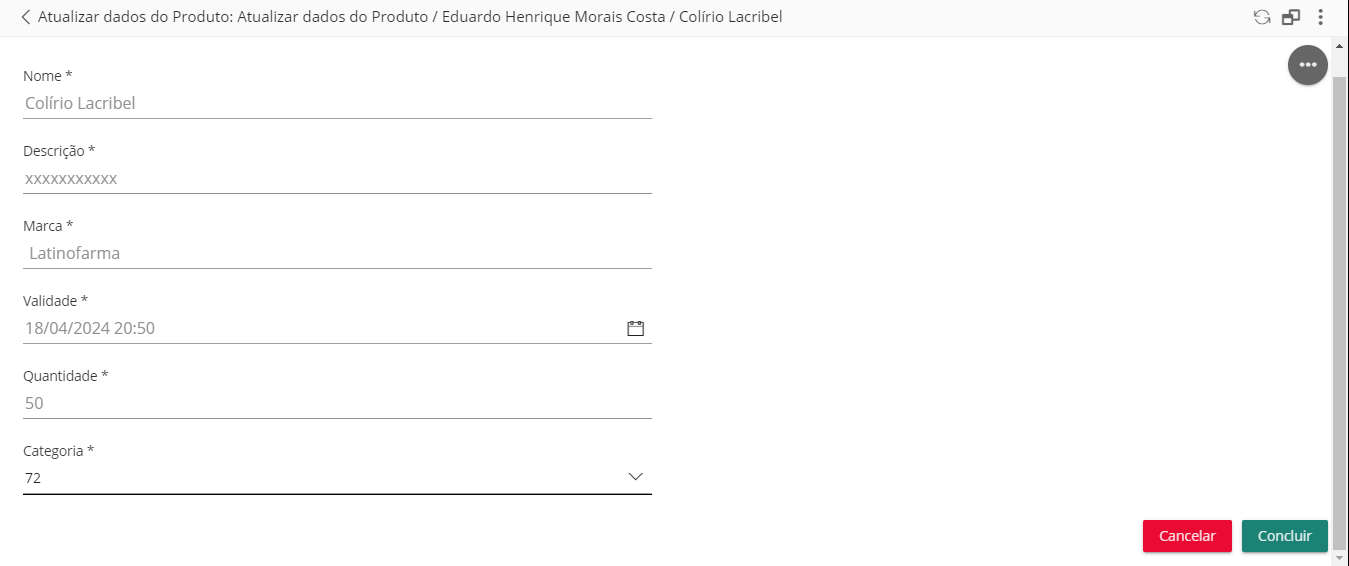 Atualizar dados do Produto: Atualizar dados do Produto / Eduardo Henrique Morais Costa / Colírio Lacribel
Nome *
Colírio Lacribel
Descrição *
xxxxxxxxxxx
Marca *
Latinofarma
Validade *
18/04/2024 20:50
Quantidade *
50
Categoria *
72
Cancelar Concluir